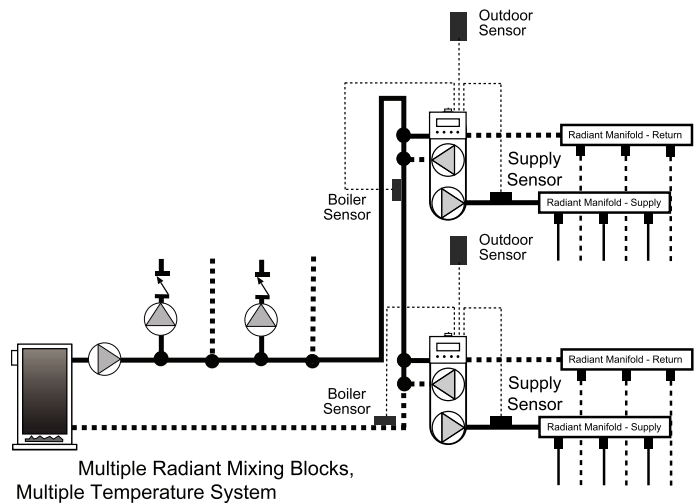 Outdoor
Sensor
Radiant Manifold - Return
Supply
Sensor
Boiler
Sensor
Radiant Manifold - Supply
Outdoor
Sensor
Radiant Manifold - Return
Supply
Sensor
Boiler
Sensor
Radiant Manifold - Supply
Multiple Radiant Mixing Blocks,
Multiple Temperature System